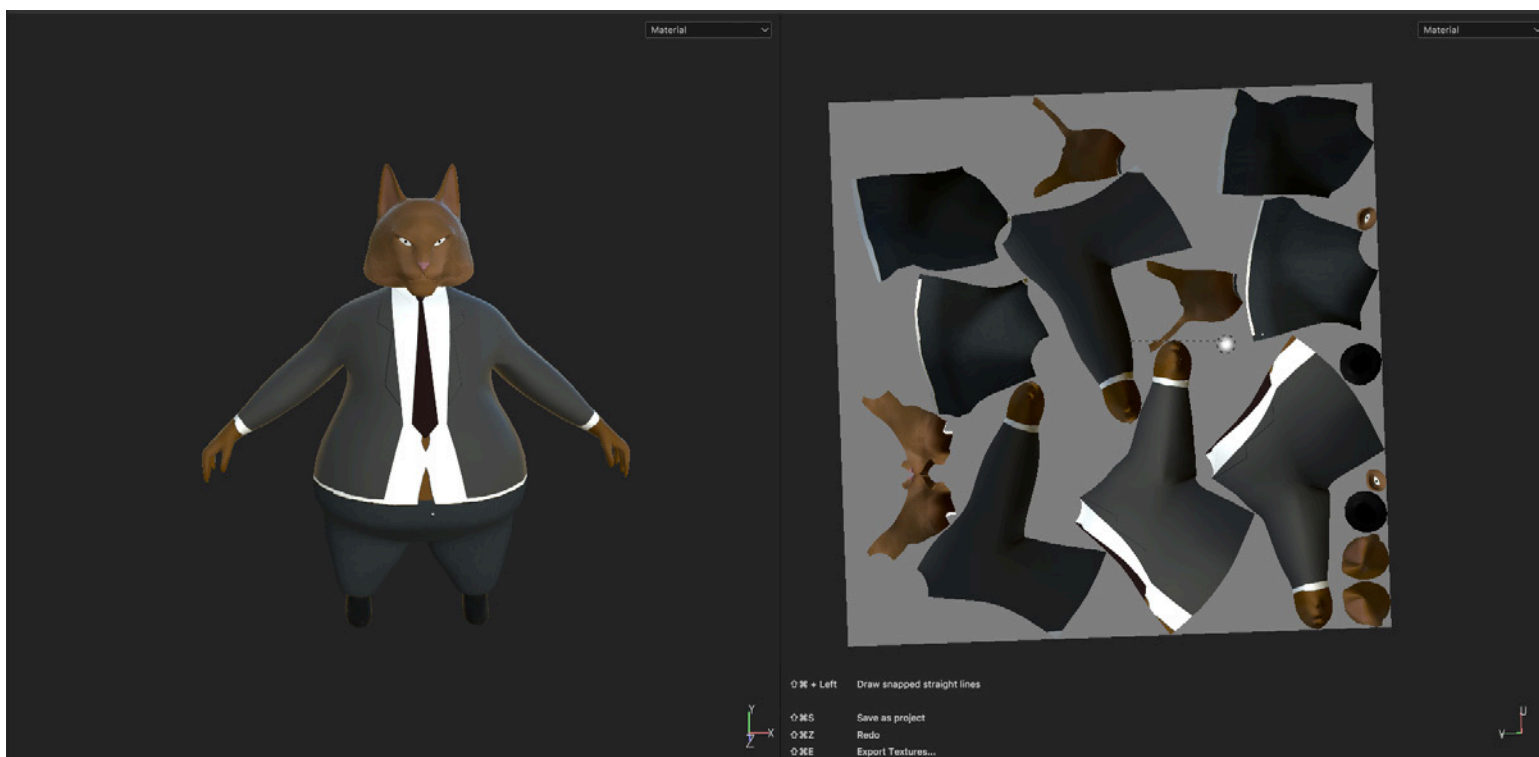 Material
Material
⇧⌘ + Left Draw snapped straight lines
⇧⌘S Save as project
⇧⌘Z Redo
⇧⌘E Export Textures...
Y
X
Z
U
V